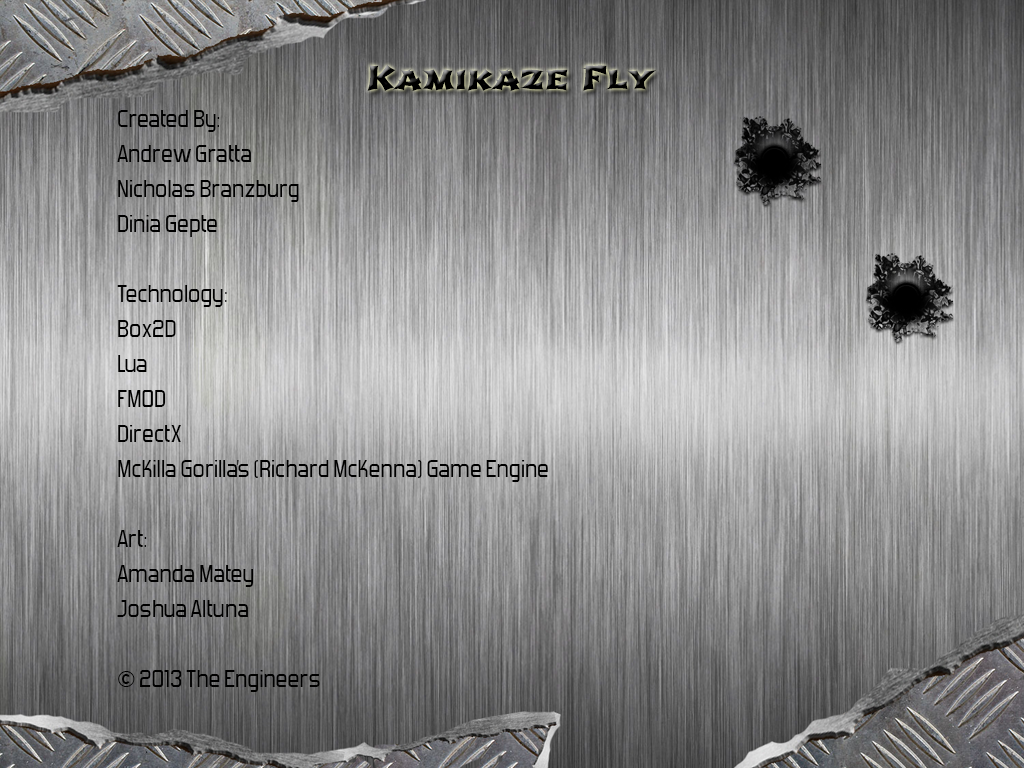 Kamikaze Fly
Created By:
Andrew Gratta
Nicholas Branzburg
Dinia Gepte
Technology:
Box2D
Lua
FMOD
DirectX
McKilla Gorilla's (Richard McKenna) Game Engine
Art:
Amanda Matey
Joshua Altuna
© 2013 The Engineers